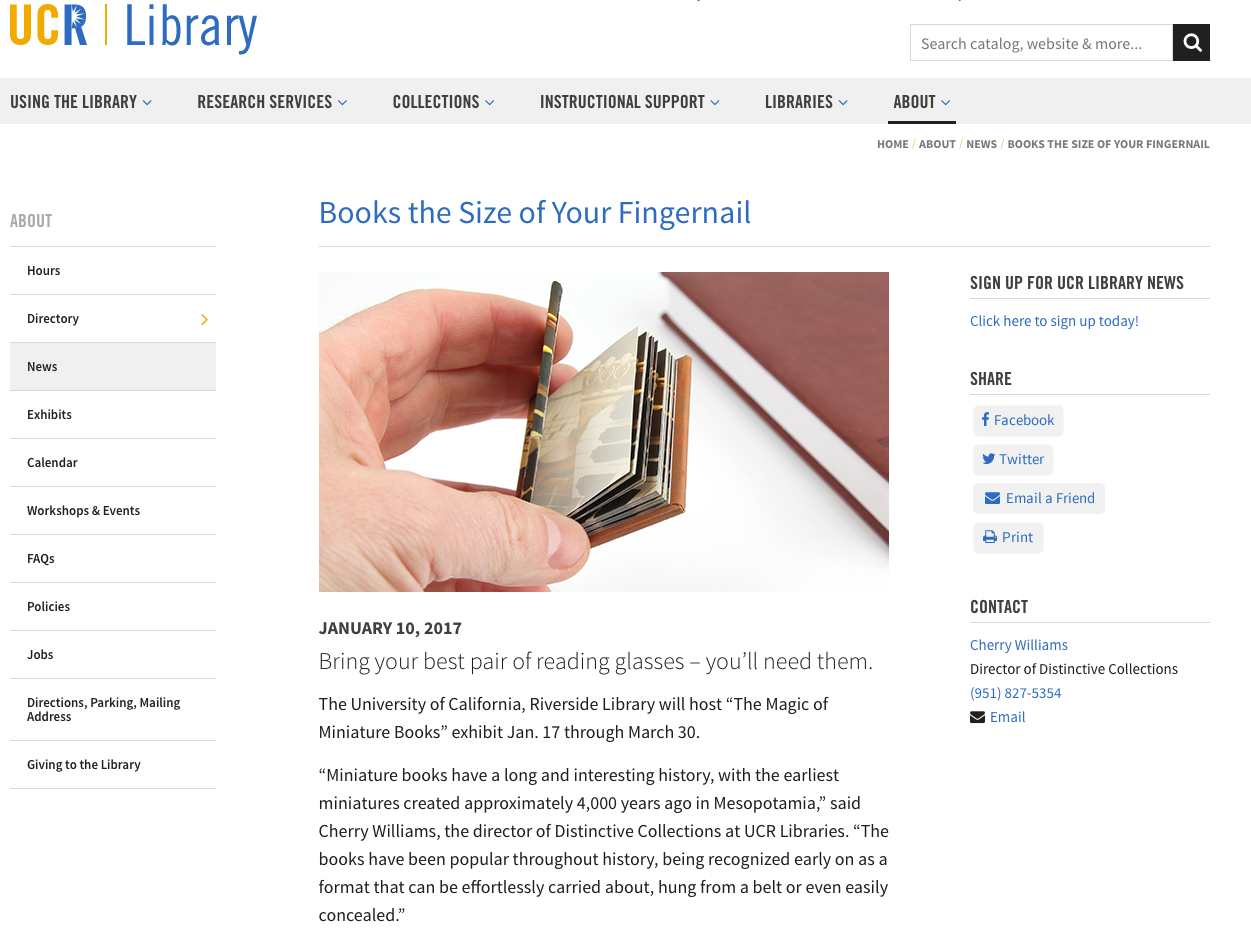 UCR | Library
Search catalog, website & more...
USING THE LIBRARY
RESEARCH SERVICES
COLLECTIONS
INSTRUCTIONAL SUPPORT
LIBRARIES
ABOUT
HOME / ABOUT / NEWS / BOOKS THE SIZE OF YOUR FINGERNAIL
ABOUT
Hours
Directory
News
Exhibits
Calendar
Workshops & Events
FAQs
Policies
Jobs
Directions, Parking, Mailing
Address
Giving to the Library
Books the Size of Your Fingernail
JANUARY 10, 2017
Bring your best pair of reading glasses – you’ll need them.
The University of California, Riverside Library will host “The Magic of
Miniature Books” exhibit Jan. 17 through March 30.
“Miniature books have a long and interesting history, with the earliest
miniatures created approximately 4,000 years ago in Mesopotamia,” said
Cherry Williams, the director of Distinctive Collections at UCR Libraries. “The
books have been popular throughout history, being recognized early on as a
format that can be effortlessly carried about, hung from a belt or even easily
concealed.”
SIGN UP FOR UCR LIBRARY NEWS
Click here to sign up today!
SHARE
Facebook
Twitter
Email a Friend
Print
CONTACT
Cherry Williams
Director of Distinctive Collections
(951) 827-5354
Email